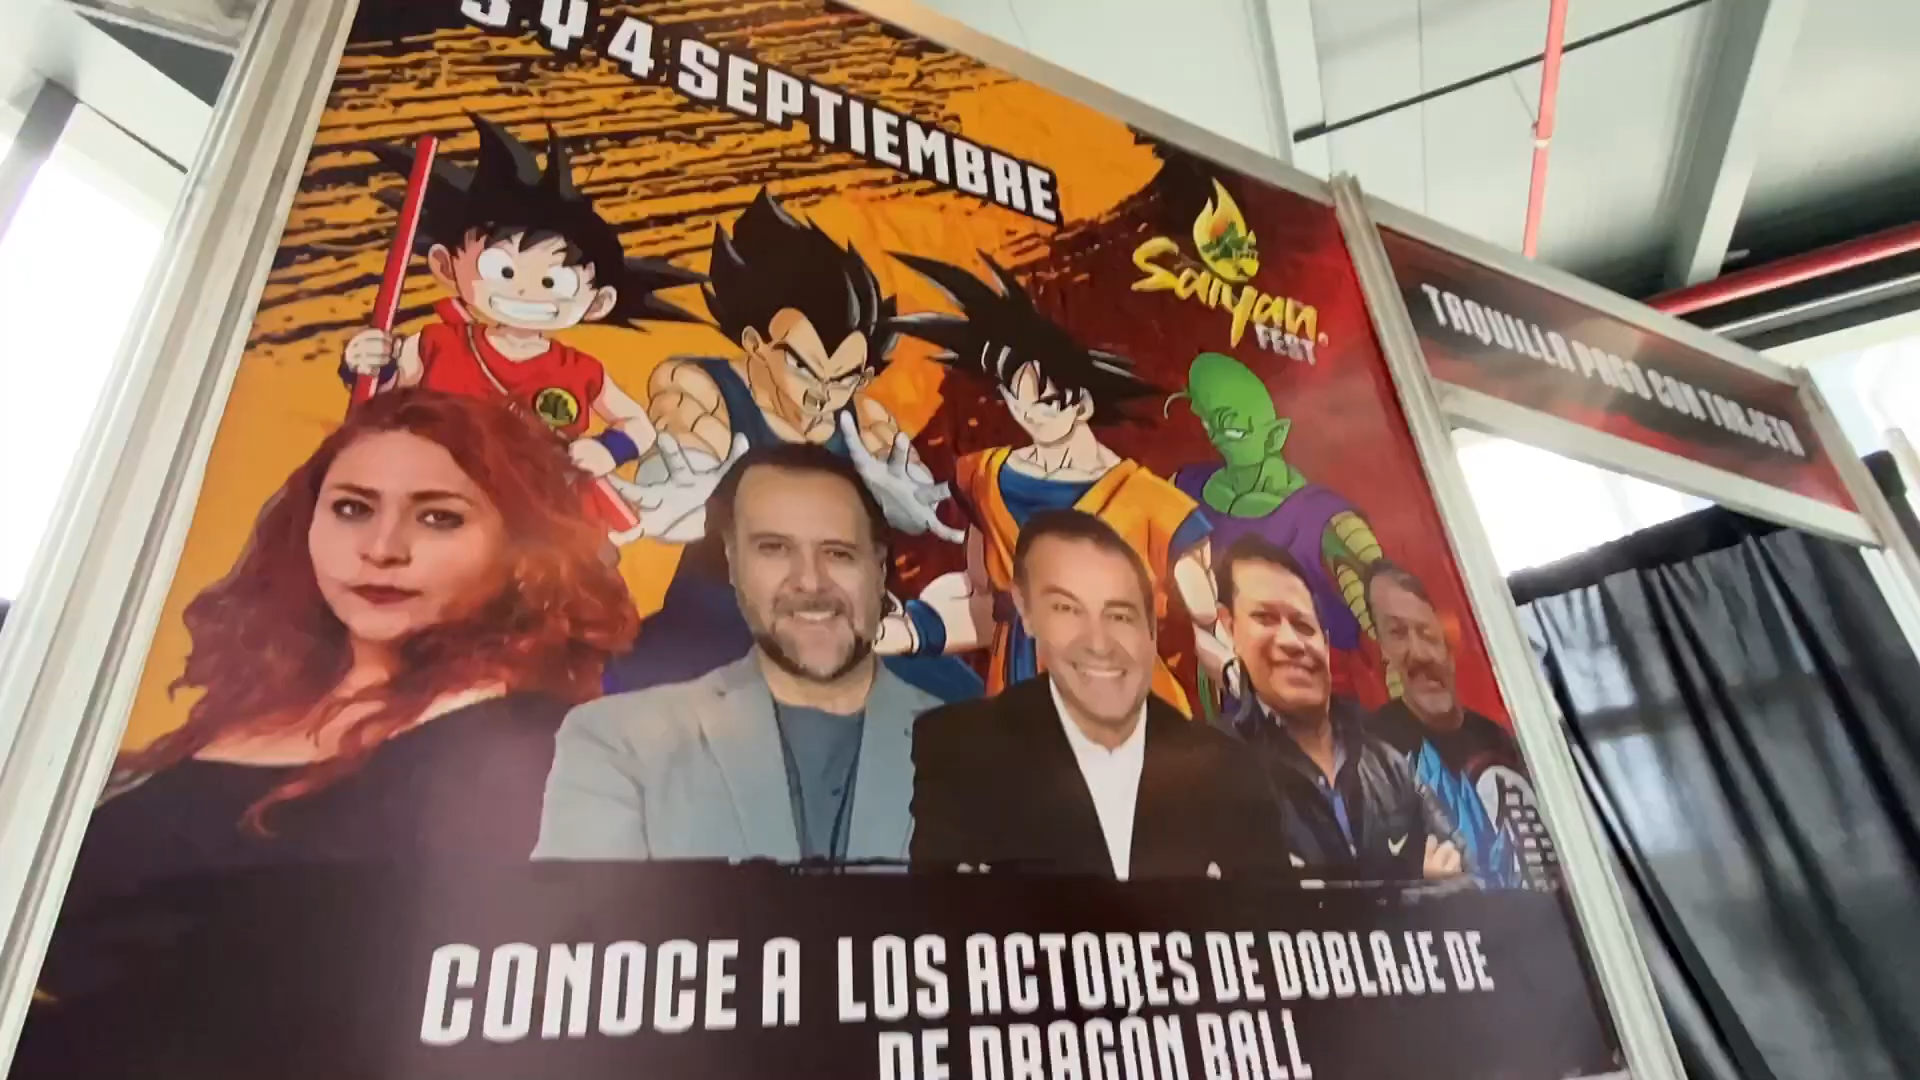 3 Y 4 SEPTIEMBRE
Saiyan
FEST
TAQUILLA PAGO CON TARJETA
CONOCE A LOS ACTORES DE DOBLAJE DE
DE DRAGÓN BALL